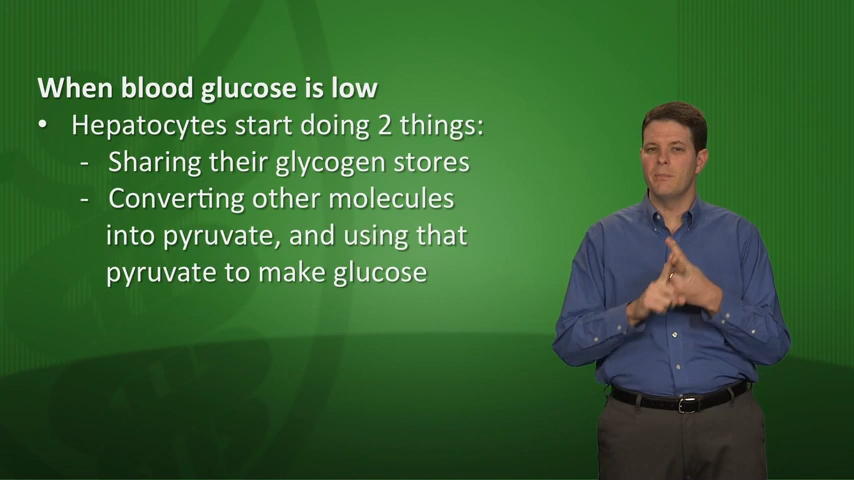 When blood glucose is low
• Hepatocytes start doing 2 things:
- Sharing their glycogen stores
- Converting other molecules
into pyruvate, and using that
pyruvate to make glucose